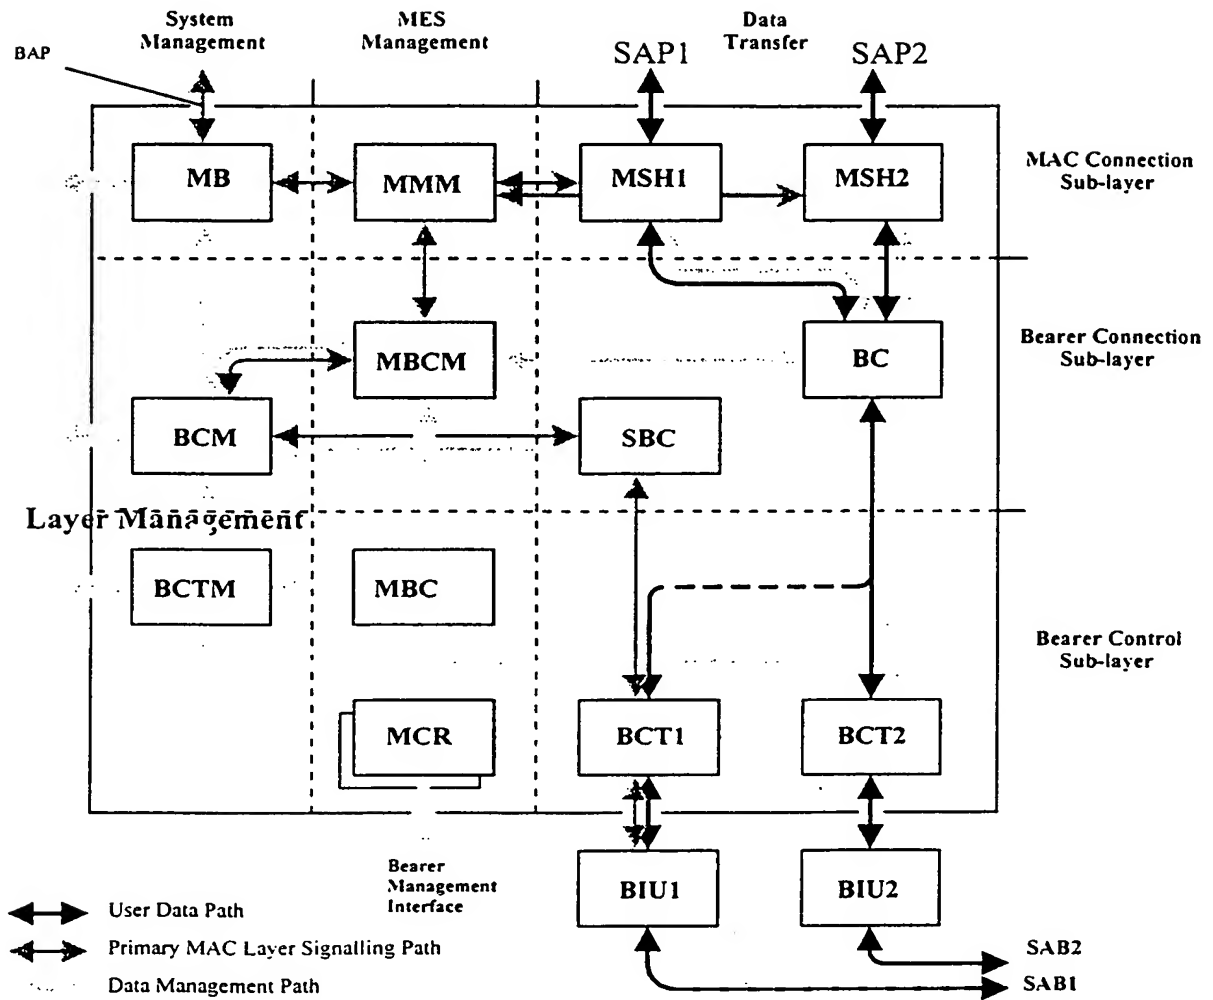 System
Management
MES
Management
Data
Transfer
BAP
SAP1
SAP2
MB
MMM
MSH1
MSH2
MAC Connection
Sub-layer
MBCM
BC
Bearer Connection
Sub-layer
BCM
SBC
Layer Management
BCTM
MBC
Bearer Control
Sub-layer
MCR
BCT1
BCT2
Bearer
Management
Interface
BIU1
BIU2
User Data Path
Primary MAC Layer Signalling Path
Data Management Path
SAB2
SAB1